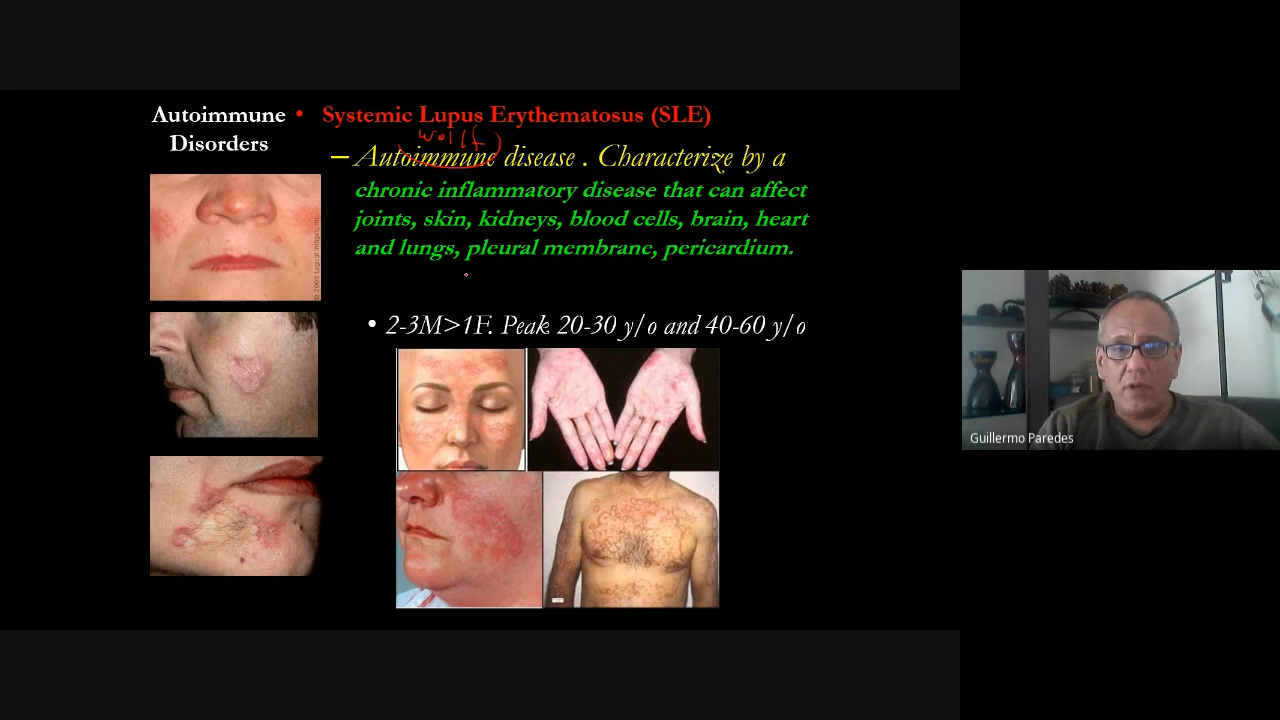 Autoimmune
Disorders
• Systemic Lupus Erythematosus (SLE)
wolf
– Autoimmune disease . Characterize by a
chronic inflammatory disease that can affect
joints, skin, kidneys, blood cells, brain, heart
and lungs, pleural membrane, pericardium.
• 2-3M>1F. Peak 20-30 y/o and 40-60 y/o
Guillermo Paredes